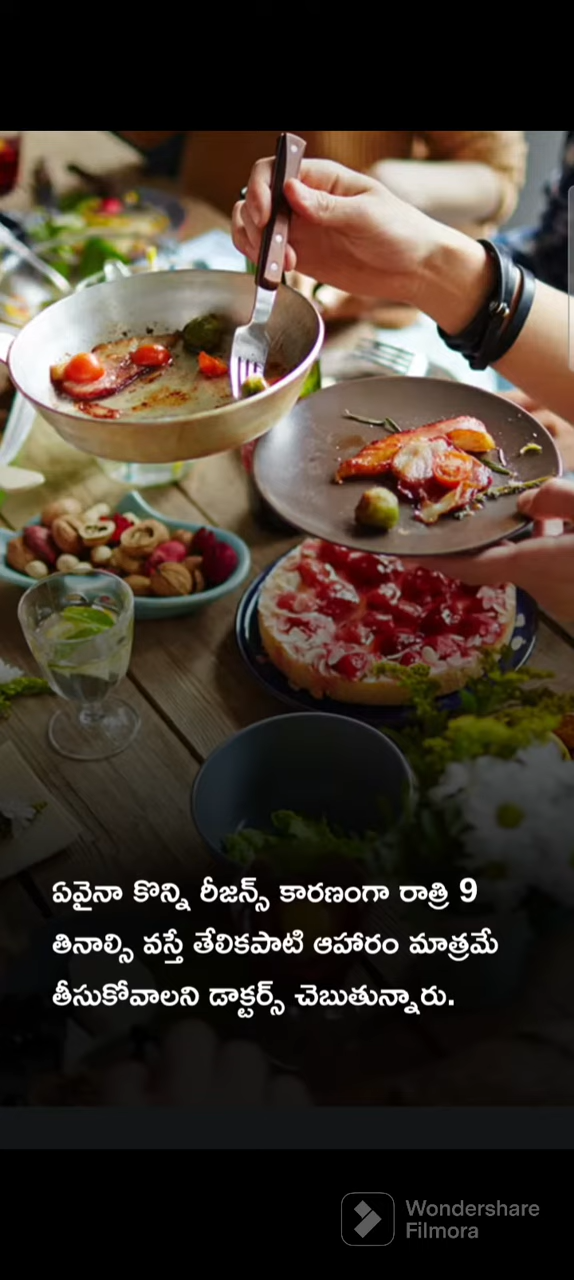 ఏవైనా కొన్ని రీజన్స్ కారణంగా రాత్రి 9
తినాల్సి వస్తే తేలికపాటి ఆహారం మాత్రమే
తీసుకోవాలని డాక్టర్స్ చెబుతున్నారు.
Wondershare
Filmora